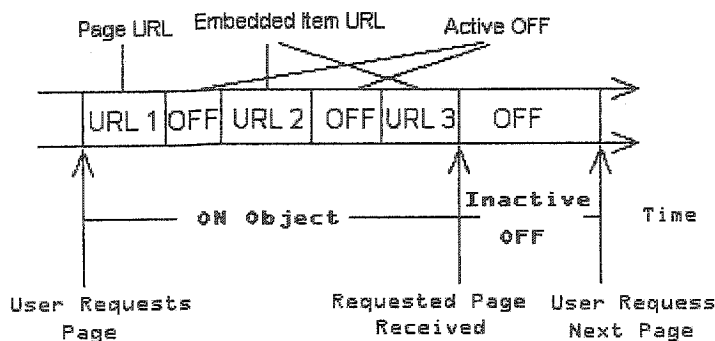 Page URL Embedded Item URL Active OFF
URL 1 OFF URL 2 OFF URL 3 OFF
ON Object Inactive OFF Time
User Requests Page
Requested Page Received
User Requess Next Page